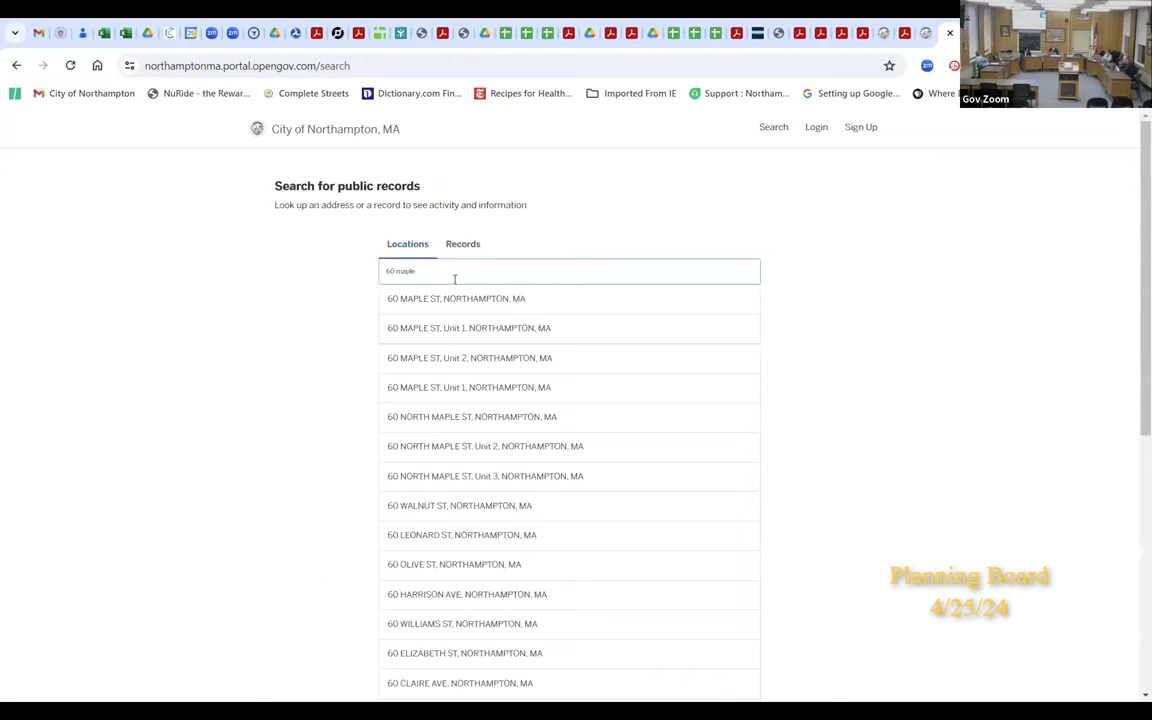 northamptonma.portal.opengov.com/search
City of Northampton
NuRide - the Rewar...
Complete Streets
Dictionary.com Fin...
Recipes for Health...
Imported From IE
Support : Northam...
Setting up Google...
Where
Gov Zoom
City of Northampton, MA
Search
Login
Sign Up
Search for public records
Look up an address or a record to see activity and information
Locations
Records
60 maple
60 MAPLE ST, NORTHAMPTON, MA
60 MAPLE ST, Unit 1, NORTHAMPTON, MA
60 MAPLE ST, Unit 2, NORTHAMPTON, MA
60 MAPLE ST, Unit 1, NORTHAMPTON, MA
60 NORTH MAPLE ST, NORTHAMPTON, MA
60 NORTH MAPLE ST, Unit 2, NORTHAMPTON, MA
60 NORTH MAPLE ST, Unit 3, NORTHAMPTON, MA
60 WALNUT ST, NORTHAMPTON, MA
60 LEONARD ST, NORTHAMPTON, MA
60 OLIVE ST, NORTHAMPTON, MA
60 HARRISON AVE, NORTHAMPTON, MA
60 WILLIAMS ST, NORTHAMPTON, MA
60 ELIZABETH ST, NORTHAMPTON, MA
60 CLAIRE AVE, NORTHAMPTON, MA
Planning Board
4/25/24